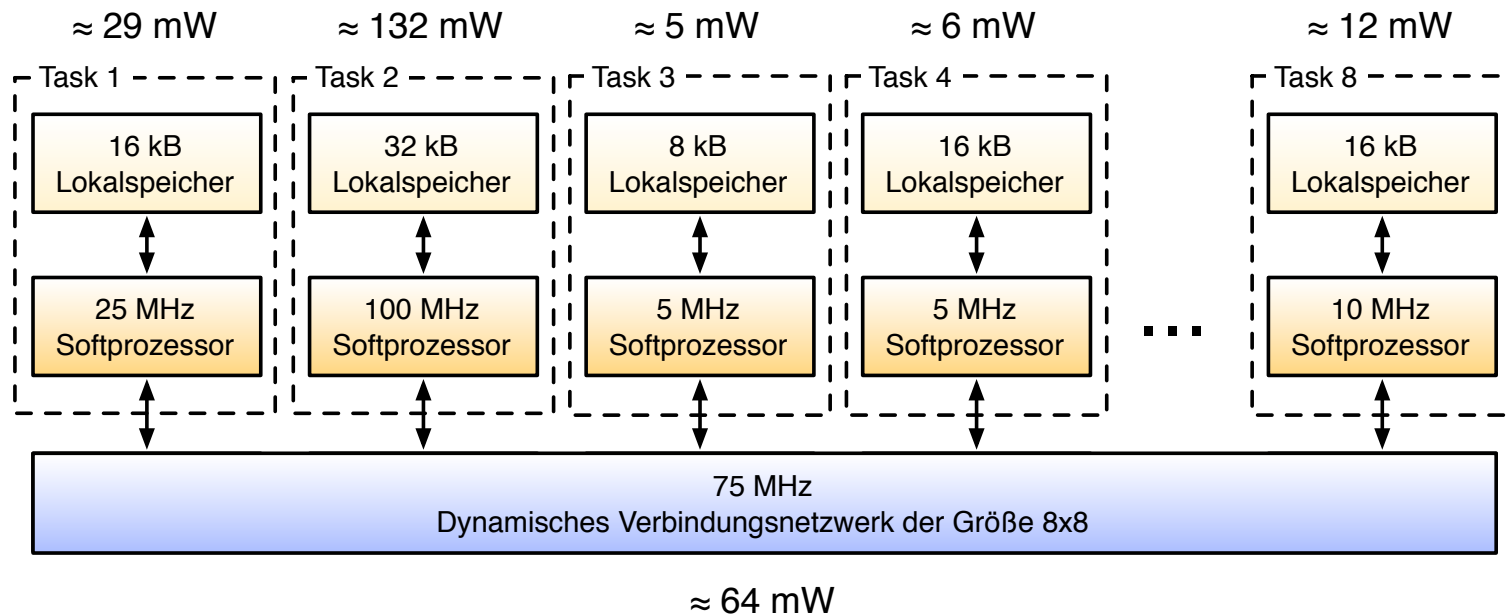 ≈ 29 mW
≈ 132 mW
≈ 5 mW
≈ 6 mW
≈ 12 mW
Task 1
Task 2
Task 3
Task 4
Task 8
16 kB
Lokalspeicher
32 kB
Lokalspeicher
8 kB
Lokalspeicher
16 kB
Lokalspeicher
16 kB
Lokalspeicher
25 MHz
Softprozessor
100 MHz
Softprozessor
5 MHz
Softprozessor
5 MHz
Softprozessor
...
10 MHz
Softprozessor
75 MHz
Dynamisches Verbindungsnetzwerk der Größe 8x8
≈ 64 mW